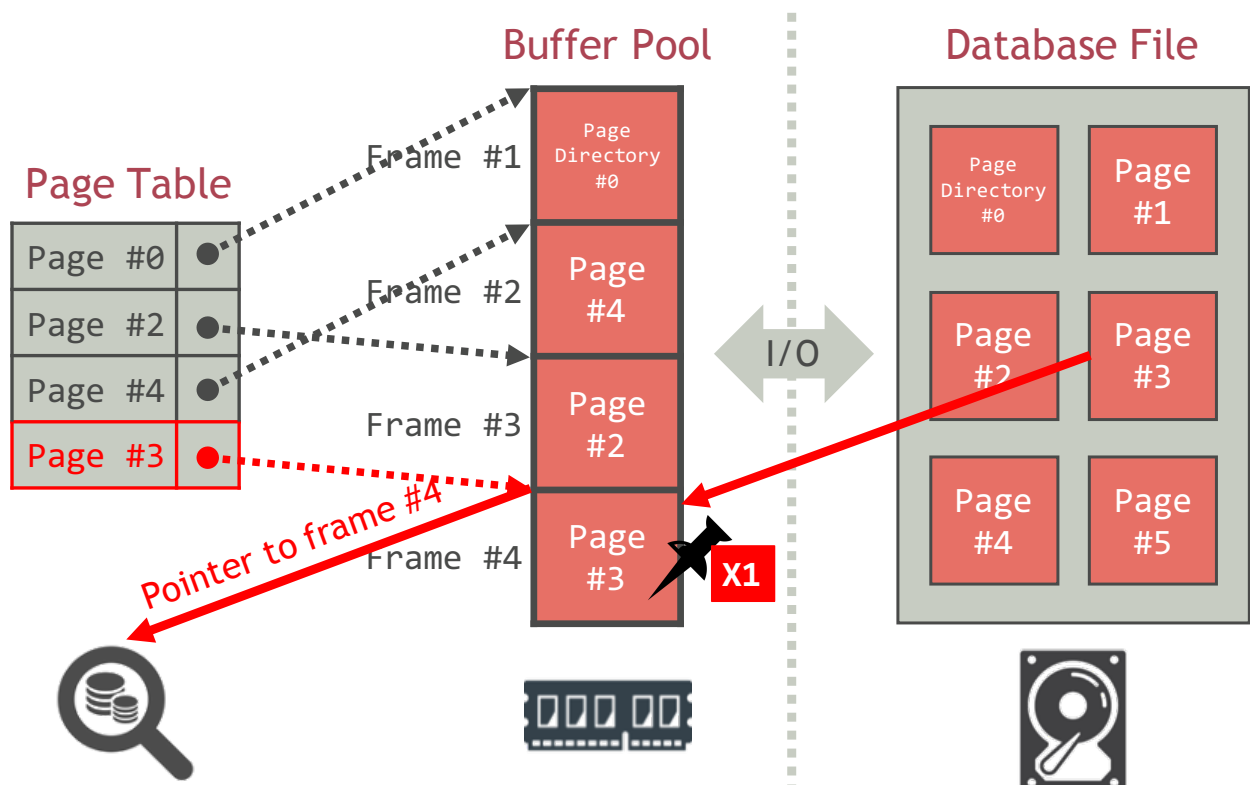 Buffer Pool
Database File
Page Table
Page #0
Page #2
Page #4
Page #3
Frame #1
Frame #2
Frame #3
Frame #4
Pointer to frame #4
Page
Directory
#0
Page
#4
Page
#2
Page
#3
X1
I/O
Page
Directory
#0
Page
#1
Page
#2
Page
#3
Page
#4
Page
#5